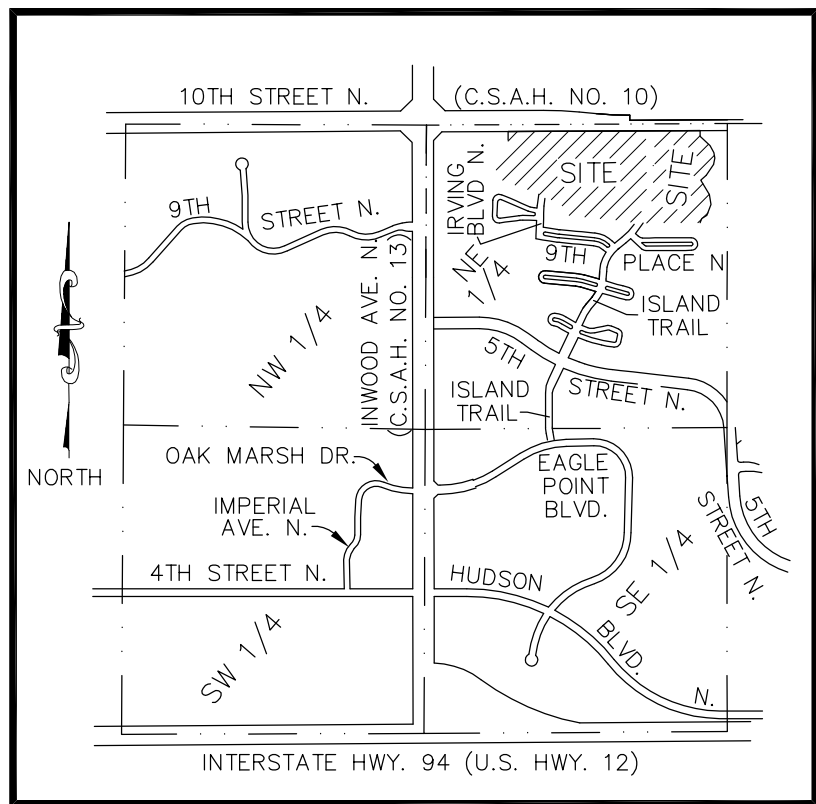 10TH STREET N.
(C.S.A.H. NO. 10)
IRVING
BLVD N.
SITE
SITE
9TH
STREET N.
NE
1/4
9TH
PLACE N
INWOOD AVE. N.
(C.S.A.H. NO. 13)
ISLAND
TRAIL
NW 1/4
5TH
STREET N.
ISLAND
TRAIL
NORTH
OAK MARSH DR.
EAGLE
POINT
BLVD.
IMPERIAL
AVE. N.
5TH
STREET N.
4TH STREET N.
HUDSON
BLVD.
N.
SE 1/4
SW 1/4
INTERSTATE HWY. 94 (U.S. HWY. 12)